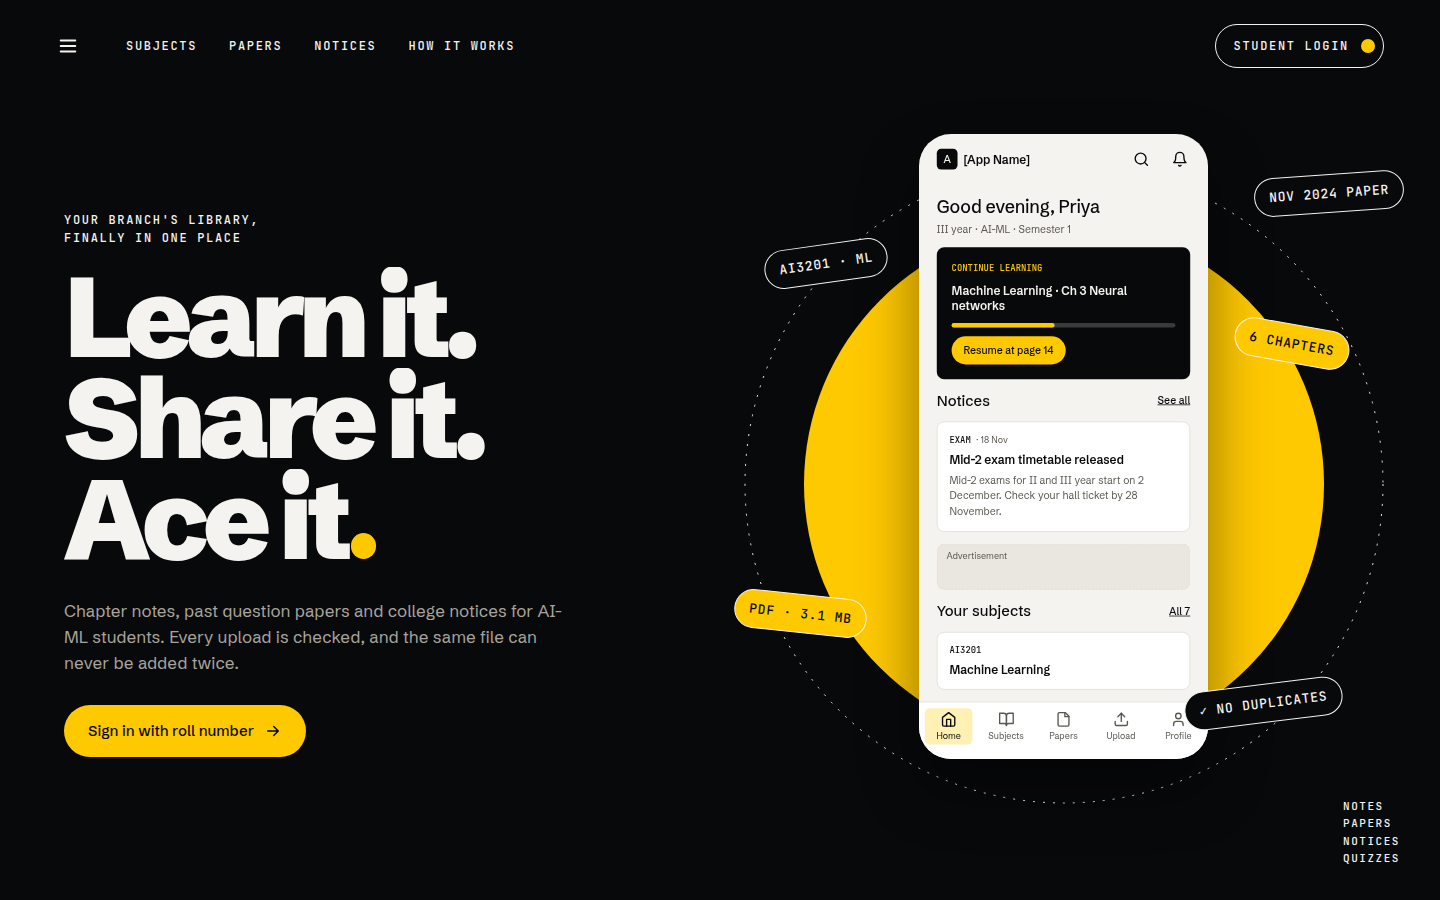 SUBJECTS PAPERS NOTICES HOW IT WORKS
STUDENT LOGIN
YOUR BRANCH'S LIBRARY,
FINALLY IN ONE PLACE
Learn it.
Share it.
Ace it.
Chapter notes, past question papers and college notices for AI-
ML students. Every upload is checked, and the same file can
never be added twice.
Sign in with roll number
AI3201 · ML
PDF · 3.1 MB
A [App Name]
Good evening, Priya
III year · AI-ML · Semester 1
CONTINUE LEARNING
Machine Learning · Ch 3 Neural
networks
Resume at page 14
Notices See all
EXAM · 18 Nov
Mid-2 exam timetable released
Mid-2 exams for II and III year start on 2
December. Check your hall ticket by 28
November.
Advertisement
Your subjects All 7
AI3201
Machine Learning
Home Subjects Papers Upload Profile
NOV 2024 PAPER
6 CHAPTERS
✓ NO DUPLICATES
NOTES
PAPERS
NOTICES
QUIZZES